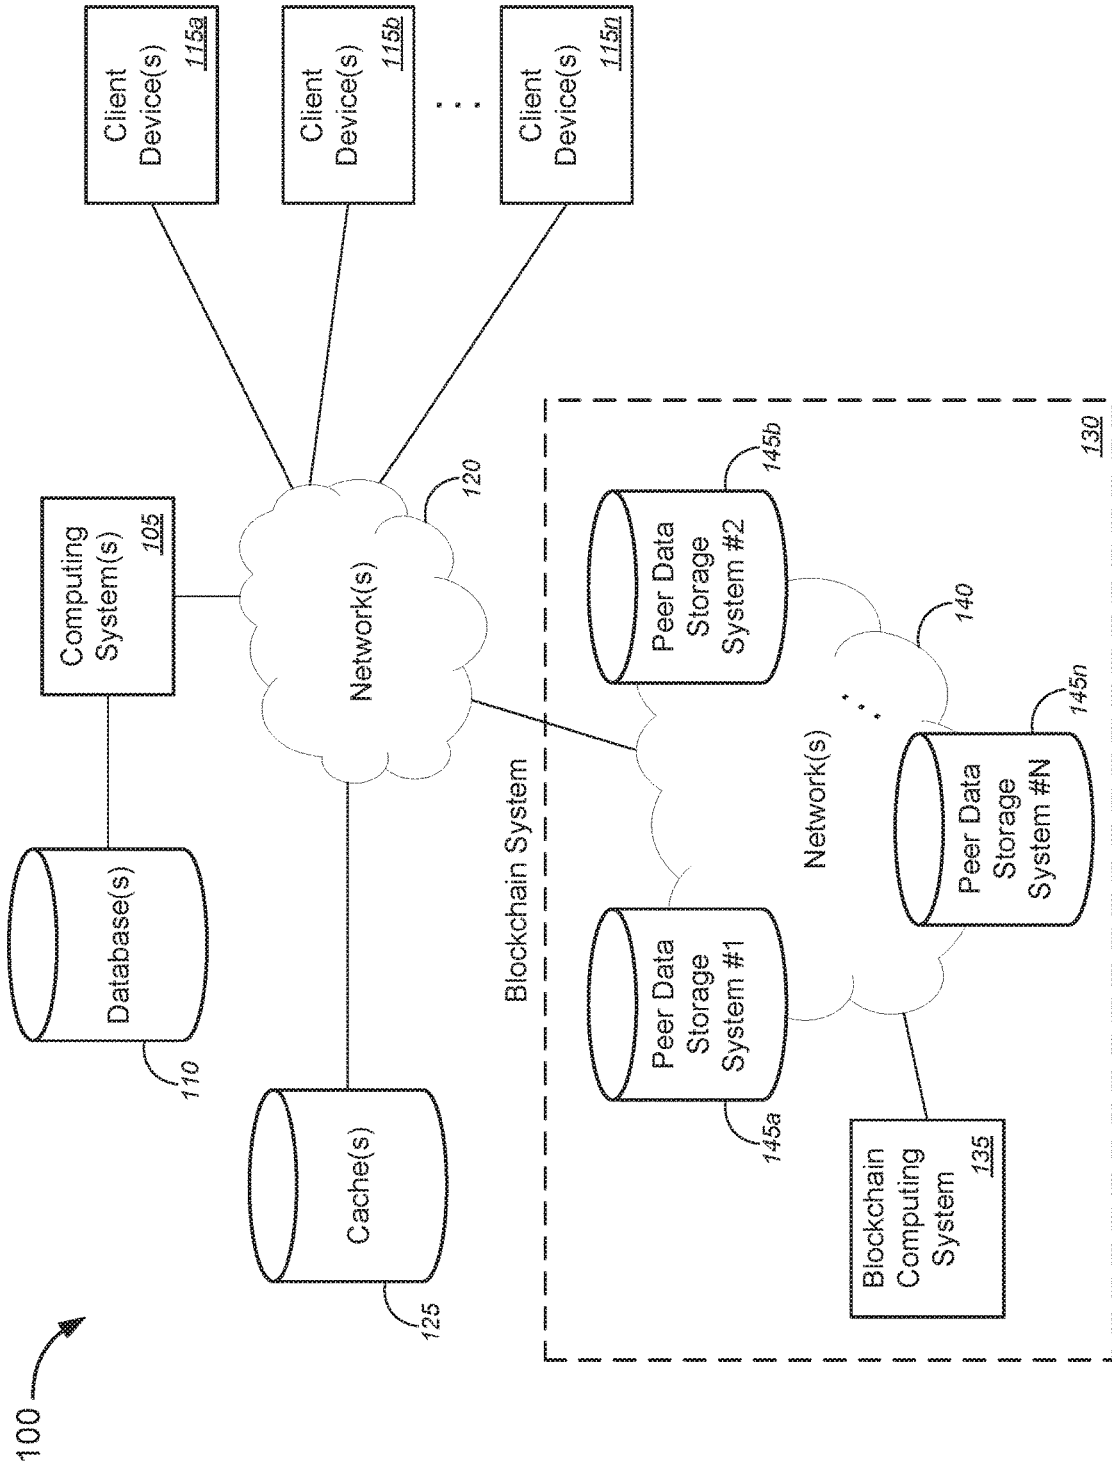 100
Database(s)
110
Computing
System(s)
105
Cache(s)
125
Network(s)
120
Client
Device(s)
115a
Client
Device(s)
115b
. . .
Client
Device(s)
115n
Blockchain System
Peer Data
Storage
System #1
145a
Peer Data
Storage
System #2
145b
Network(s)
. . .
140
Peer Data
Storage
System #N
145n
Blockchain
Computing
System
135
130